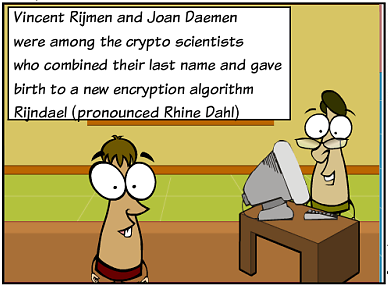 Vincent Rijmen and Joan Daemen
were among the crypto scientists
who combined their last name and gave
birth to a new encryption algorithm
Rijndael (pronounced Rhine Dahl)